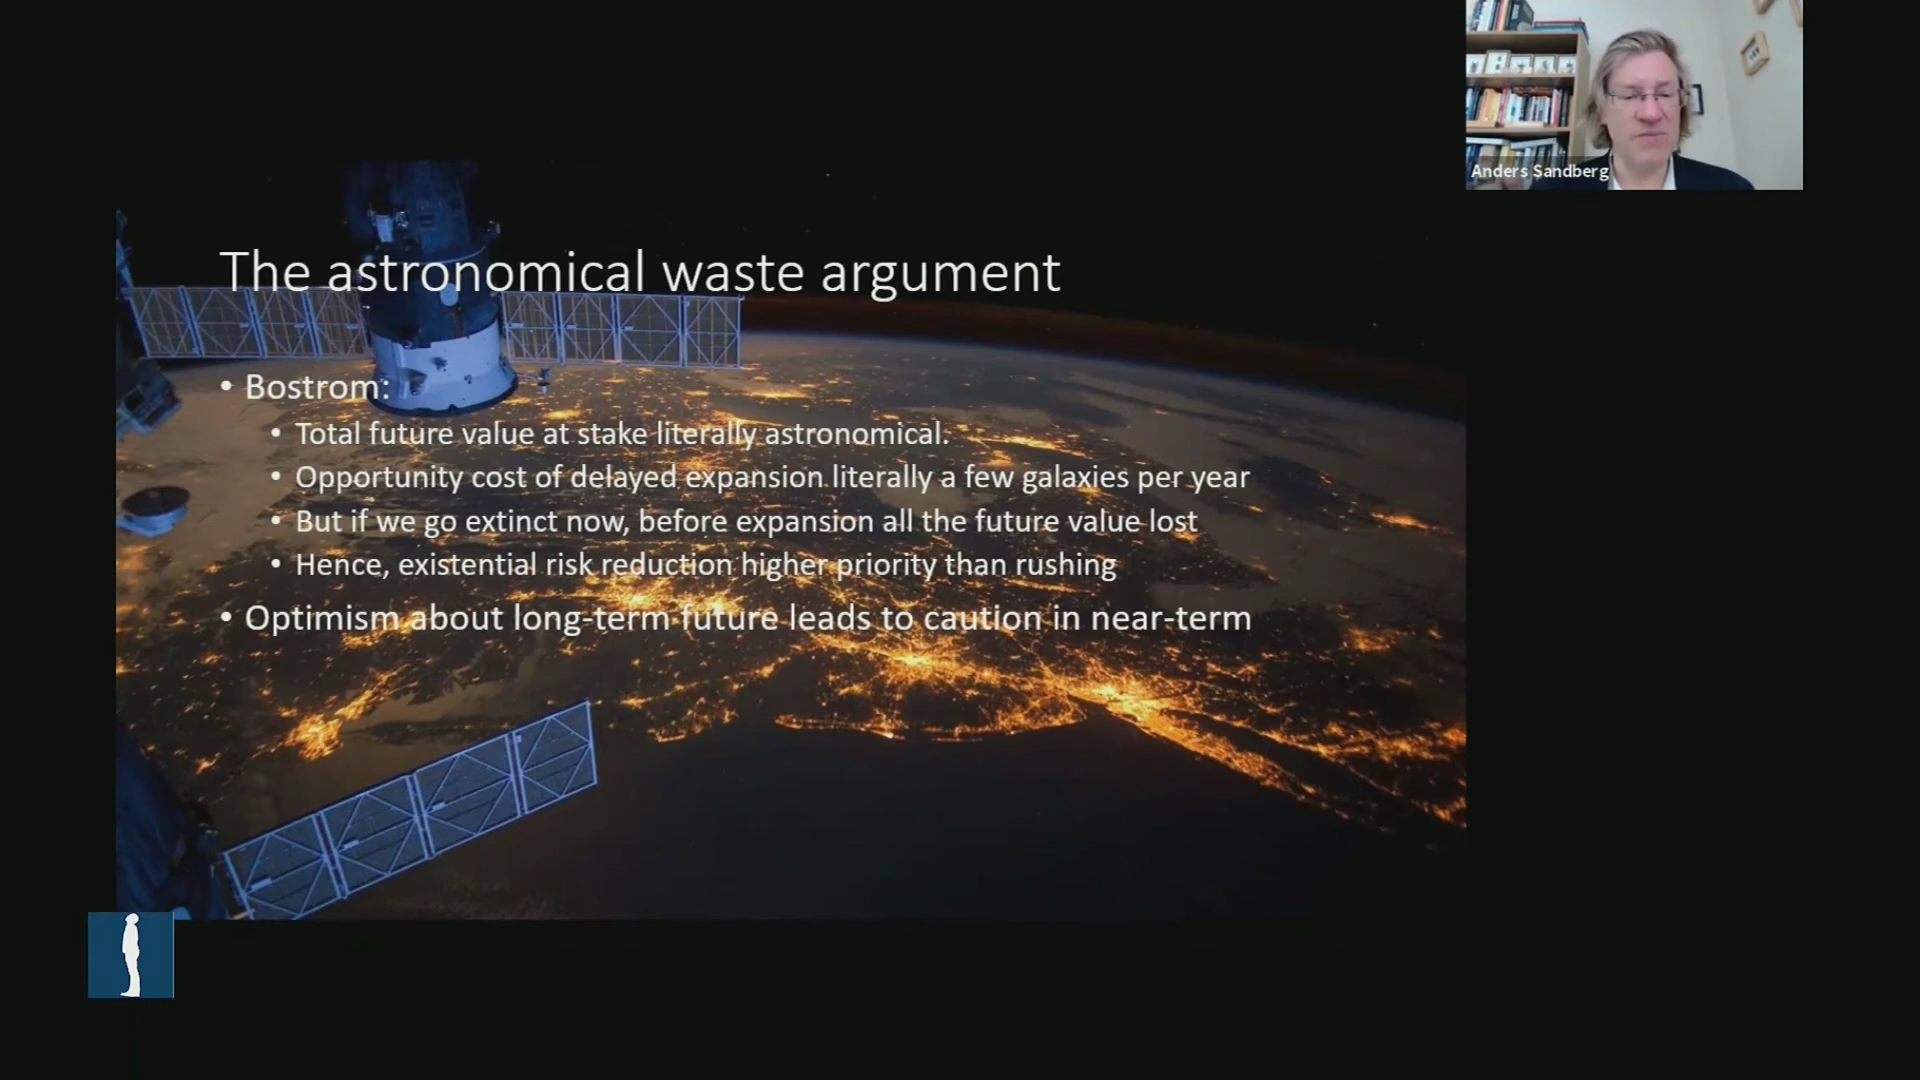 Anders Sandberg
The astronomical waste argument
• Bostrom:
• Total future value at stake literally astronomical.
• Opportunity cost of delayed expansion literally a few galaxies per year
• But if we go extinct now, before expansion all the future value lost
• Hence, existential risk reduction higher priority than rushing
• Optimism about long-term future leads to caution in near-term